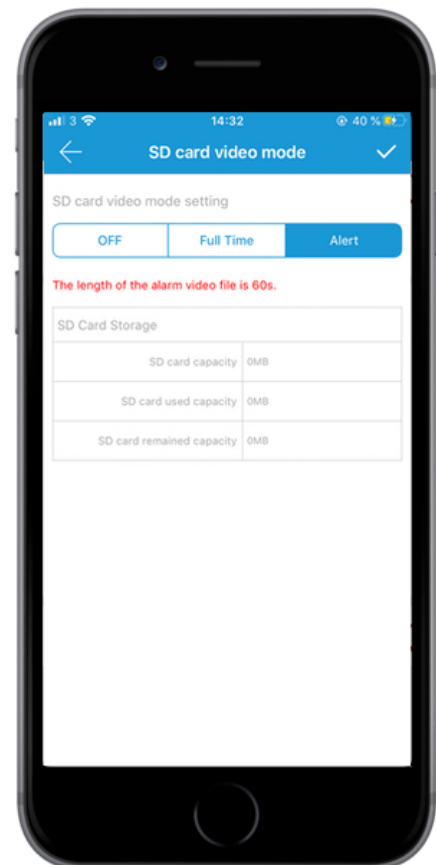 3 14:32 40 %
SD card video mode
SD card video mode setting
OFF Full Time Alert
The length of the alarm video file is 60s.
SD Card Storage
SD card capacity 0MB
SD card used capacity 0MB
SD card remained capacity 0MB